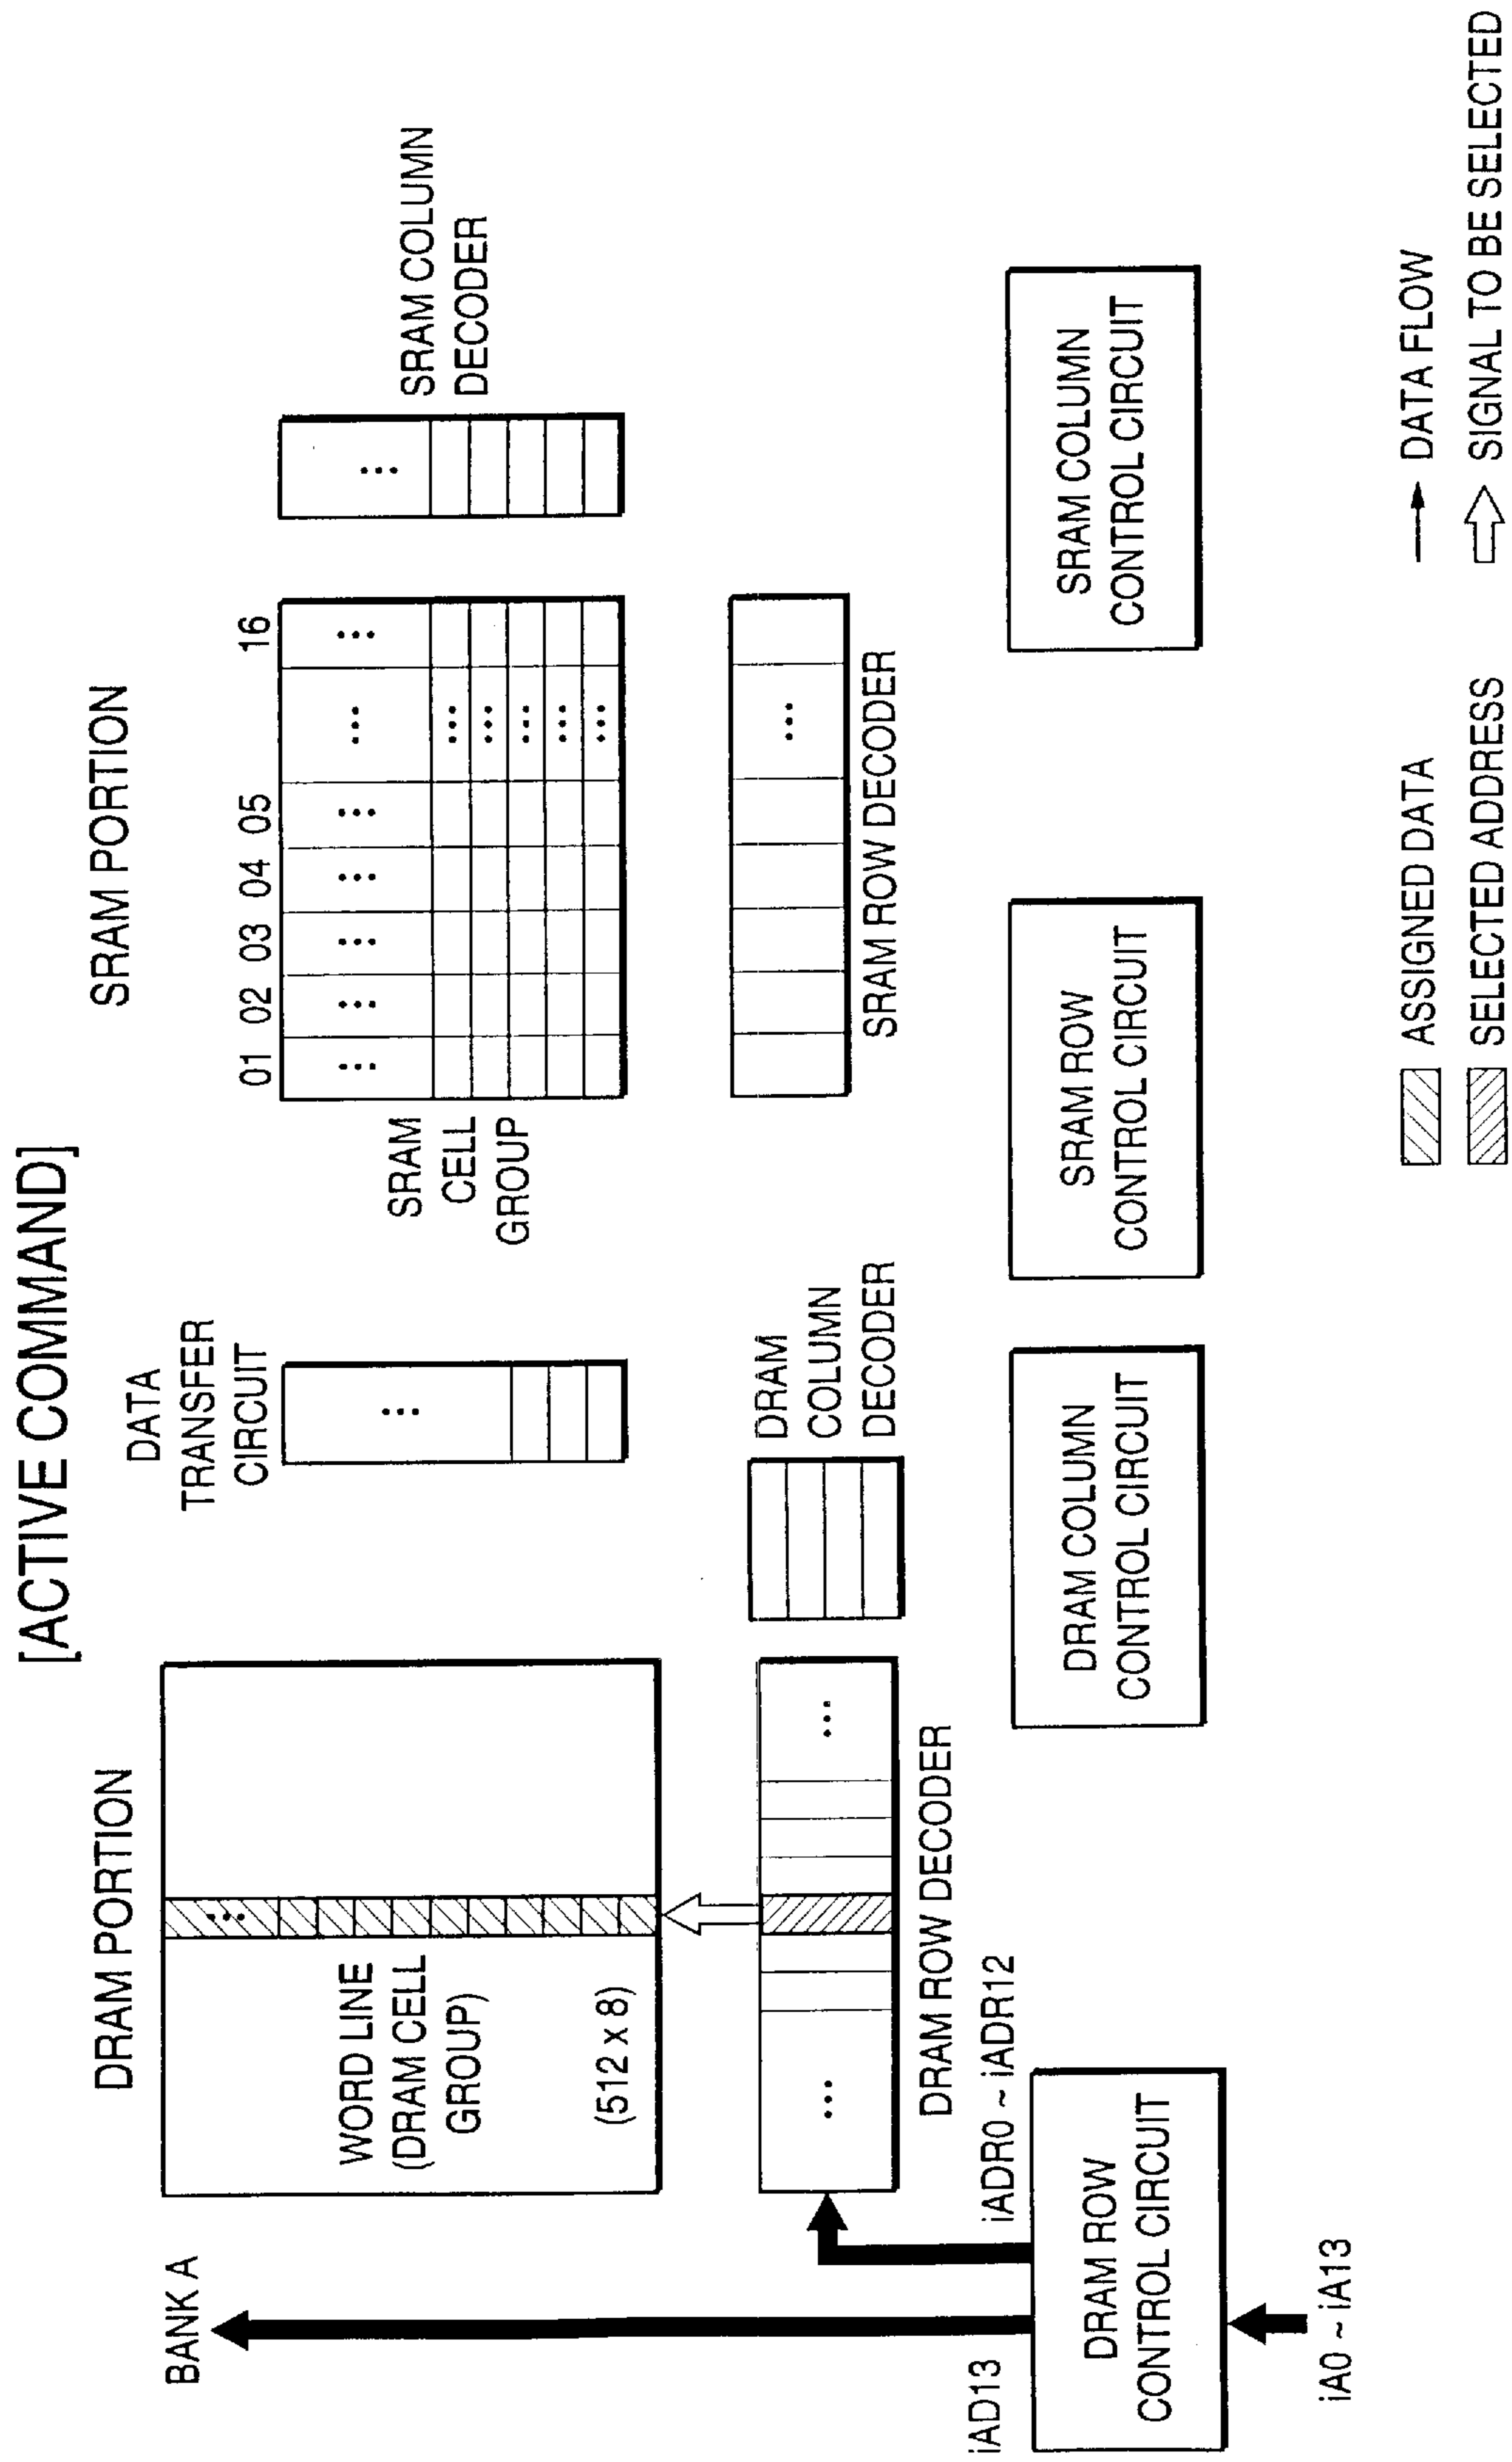 [ACTIVE COMMAND]
BANK A
DRAM PORTION
WORD LINE
(DRAM CELL
GROUP)
(512 x 8)
...
DATA
TRANSFER
CIRCUIT
...
SRAM PORTION
01 02 03 04 05 16
SRAM
CELL
GROUP
... ... ... ... ... ... ...
...
...
...
...
...
SRAM COLUMN
DECODER
...
... ...
DRAM ROW DECODER
DRAM
COLUMN
DECODER
...
SRAM ROW DECODER
iAD13
iADR0 ~ iADR12
DRAM ROW
CONTROL CIRCUIT
iA0 ~ iA13
DRAM COLUMN
CONTROL CIRCUIT
SRAM ROW
CONTROL CIRCUIT
SRAM COLUMN
CONTROL CIRCUIT
ASSIGNED DATA
SELECTED ADDRESS
DATA FLOW
SIGNAL TO BE SELECTED